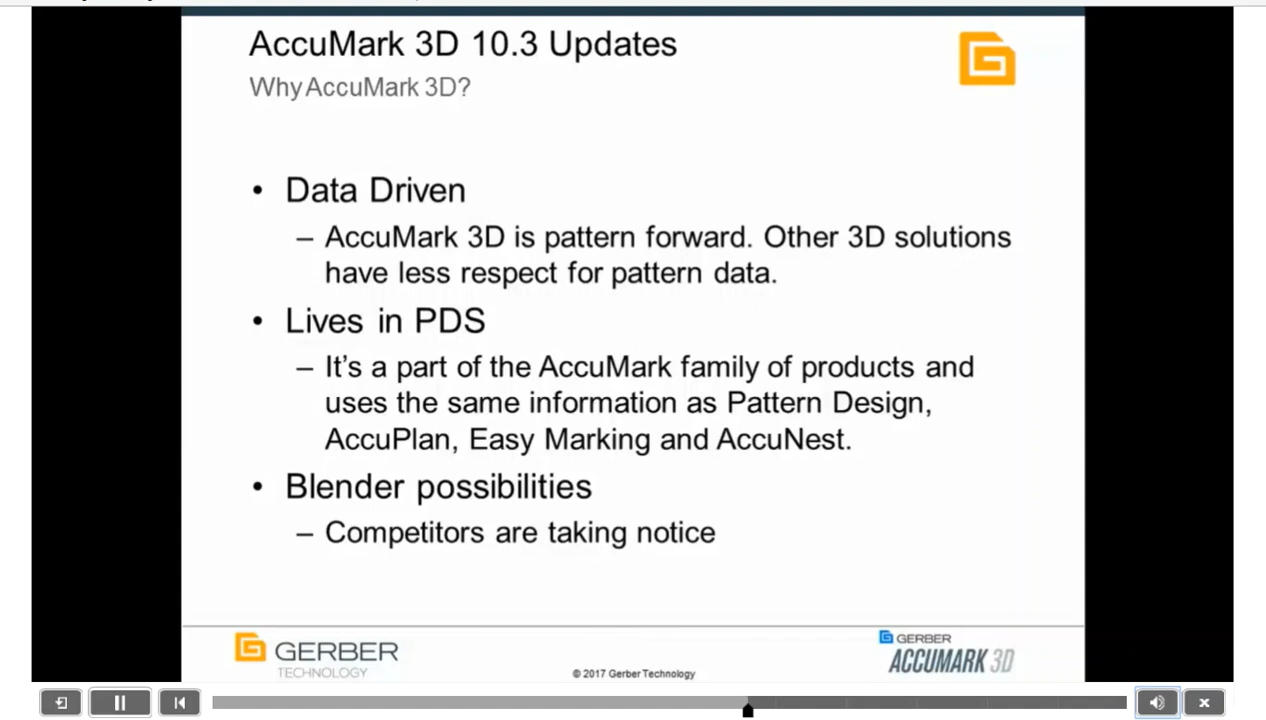 AccuMark 3D 10.3 Updates
Why AccuMark 3D?
• Data Driven
– AccuMark 3D is pattern forward. Other 3D solutions
have less respect for pattern data.
• Lives in PDS
– It's a part of the AccuMark family of products and
uses the same information as Pattern Design,
AccuPlan, Easy Marking and AccuNest.
• Blender possibilities
– Competitors are taking notice
GERBER
TECHNOLOGY
© 2017 Gerber Technology
GERBER
ACCUMARK 3D